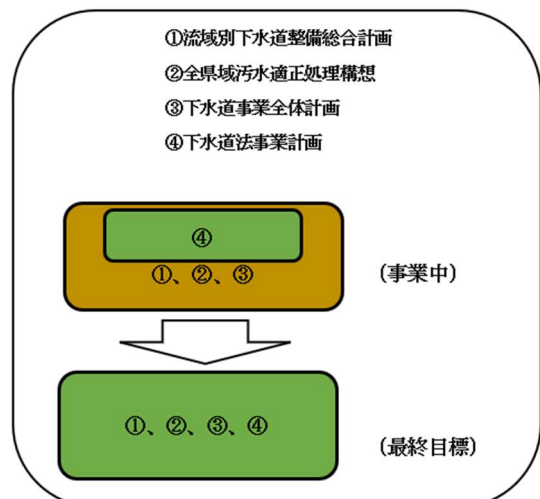 ①流域別下水道整備総合計画
②全県域汚水適正処理構想
③下水道事業全体計画
④下水道法事業計画
④
①、②、③
(事業中)
①、②、③、④
(最終目標)